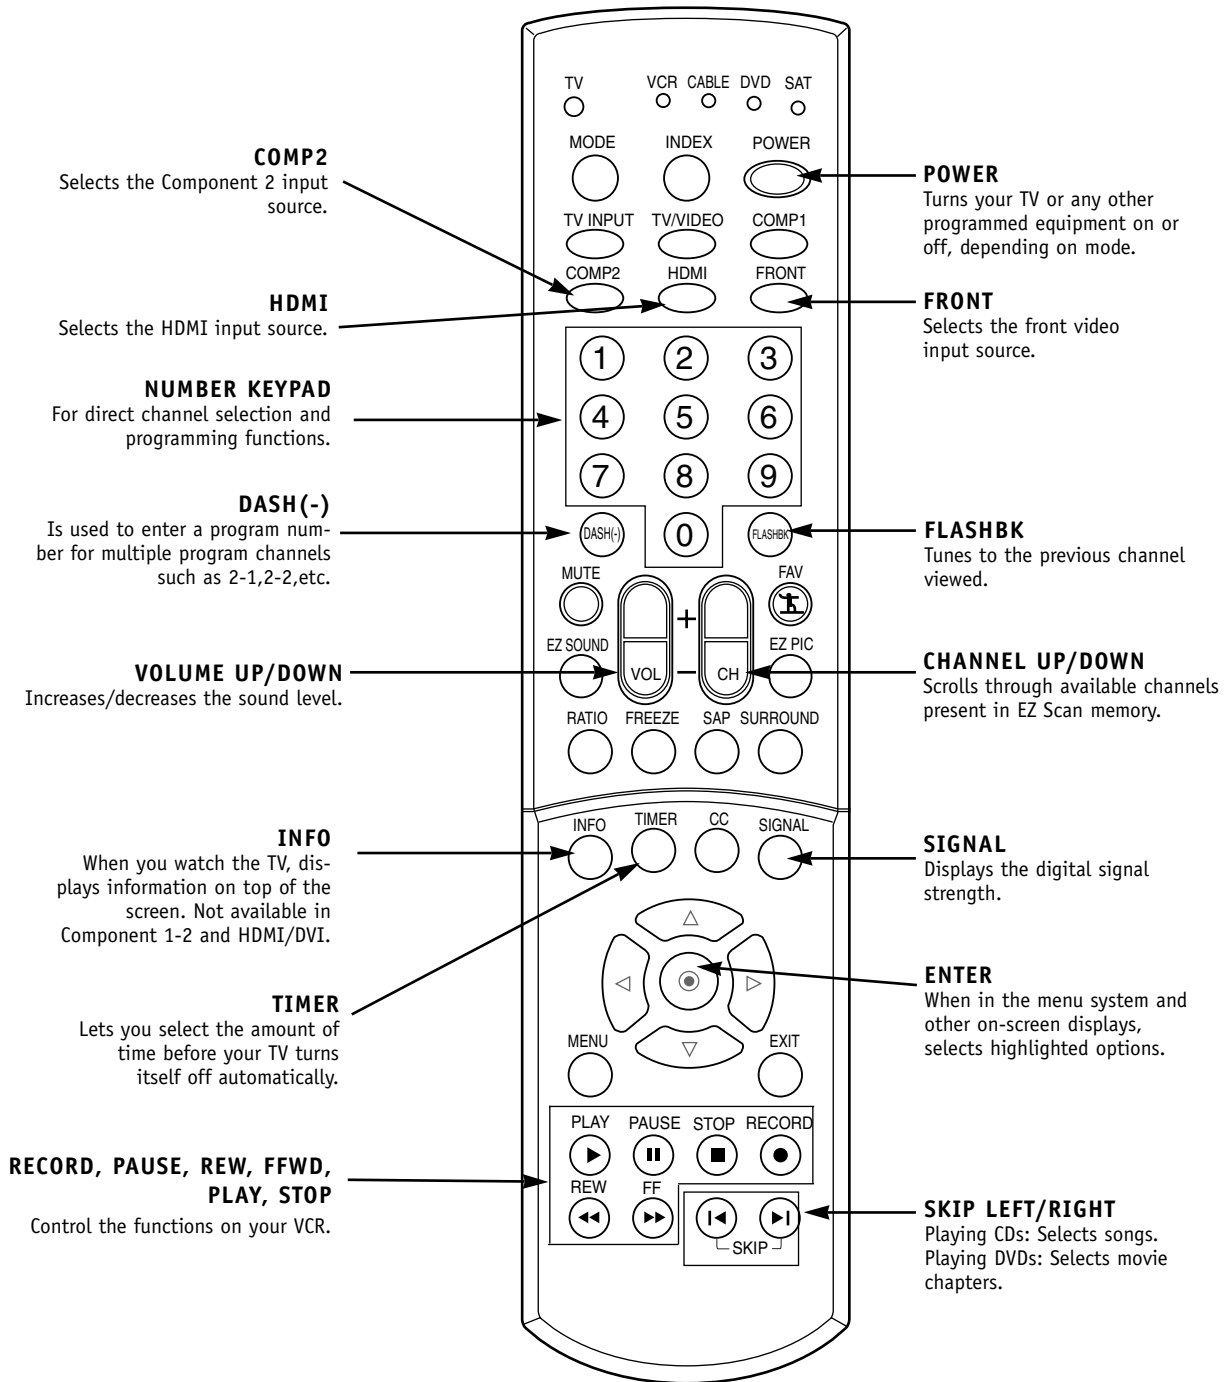 TV
VCR CABLE DVD SAT
MODE INDEX POWER
TV INPUT TV/VIDEO COMP1
COMP2 HDMI FRONT
1 2 3
4 5 6
7 8 9
DASH(-) 0 FLASHBK
MUTE FAV
+
EZ SOUND EZ PIC
VOL − CH
RATIO FREEZE SAP SURROUND
INFO TIMER CC SIGNAL
MENU EXIT
PLAY PAUSE STOP RECORD
REW FF
SKIP
COMP2
Selects the Component 2 input
source.
HDMI
Selects the HDMI input source.
NUMBER KEYPAD
For direct channel selection and
programming functions.
DASH(-)
Is used to enter a program num-
ber for multiple program channels
such as 2-1,2-2,etc.
VOLUME UP/DOWN
Increases/decreases the sound level.
INFO
When you watch the TV, dis-
plays information on top of the
screen. Not available in
Component 1-2 and HDMI/DVI.
TIMER
Lets you select the amount of
time before your TV turns
itself off automatically.
RECORD, PAUSE, REW, FFWD,
PLAY, STOP
Control the functions on your VCR.
POWER
Turns your TV or any other
programmed equipment on or
off, depending on mode.
FRONT
Selects the front video
input source.
FLASHBK
Tunes to the previous channel
viewed.
CHANNEL UP/DOWN
Scrolls through available channels
present in EZ Scan memory.
SIGNAL
Displays the digital signal
strength.
ENTER
When in the menu system and
other on-screen displays,
selects highlighted options.
SKIP LEFT/RIGHT
Playing CDs: Selects songs.
Playing DVDs: Selects movie
chapters.